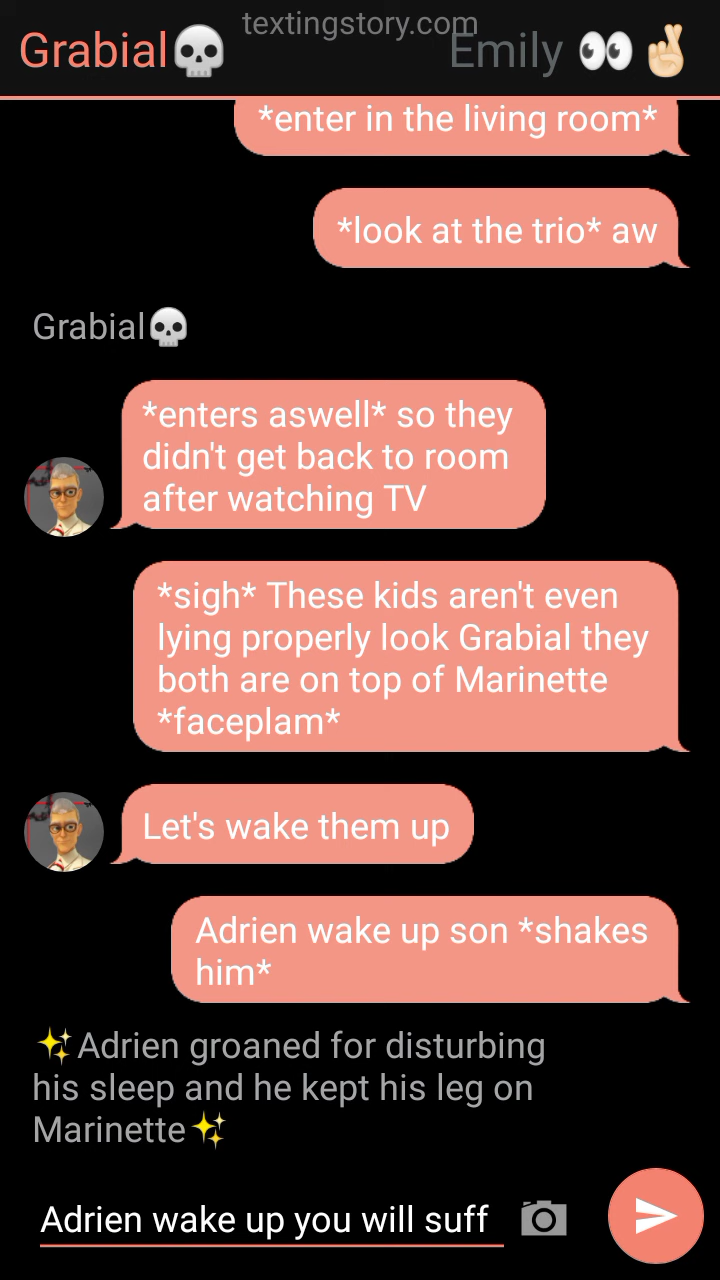 textingstory.com
Grabial💀
Emily 👀🤞🏻
*enter in the living room*
*look at the trio* aw
Grabial💀
*enters aswell* so they
didn't get back to room
after watching TV
*sigh* These kids aren't even
lying properly look Grabial they
both are on top of Marinette
*faceplam*
Let's wake them up
Adrien wake up son *shakes
him*
✨Adrien groaned for disturbing
his sleep and he kept his leg on
Marinette✨
Adrien wake up you will suff